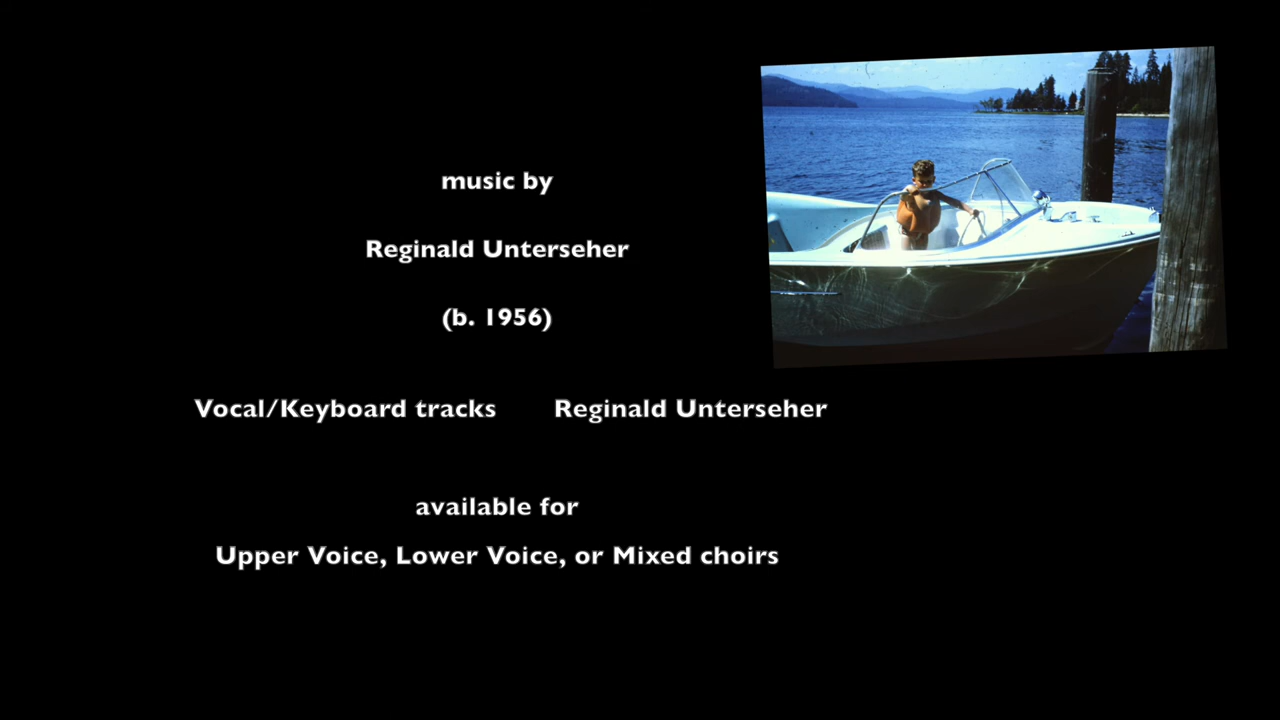 music by
Reginald Unterseher
(b. 1956)
Vocal/Keyboard tracks Reginald Unterseher
available for
Upper Voice, Lower Voice, or Mixed choirs